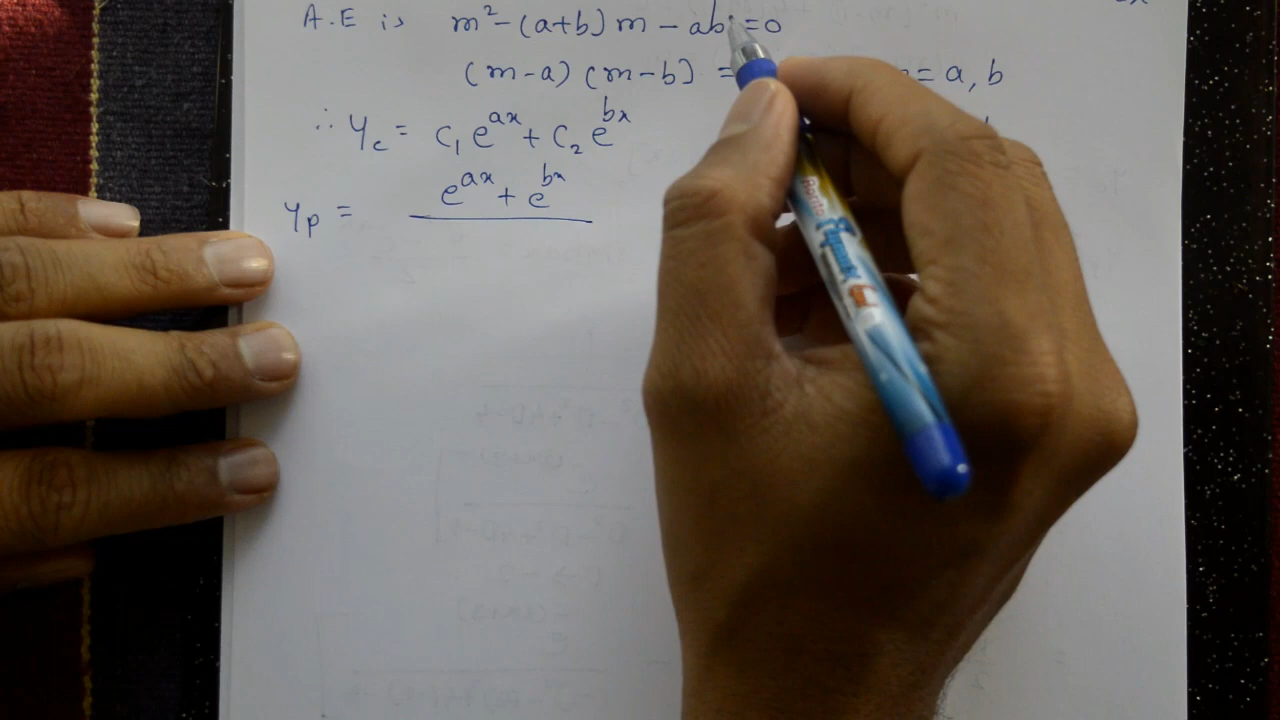 A.E is m² - (a+b) m - ab = 0
(m-a) (m-b) = = a, b
∴ y_c = c₁ e^{ax} + c₂ e^{bx}
y_p = e^{ax} + e^{bx}